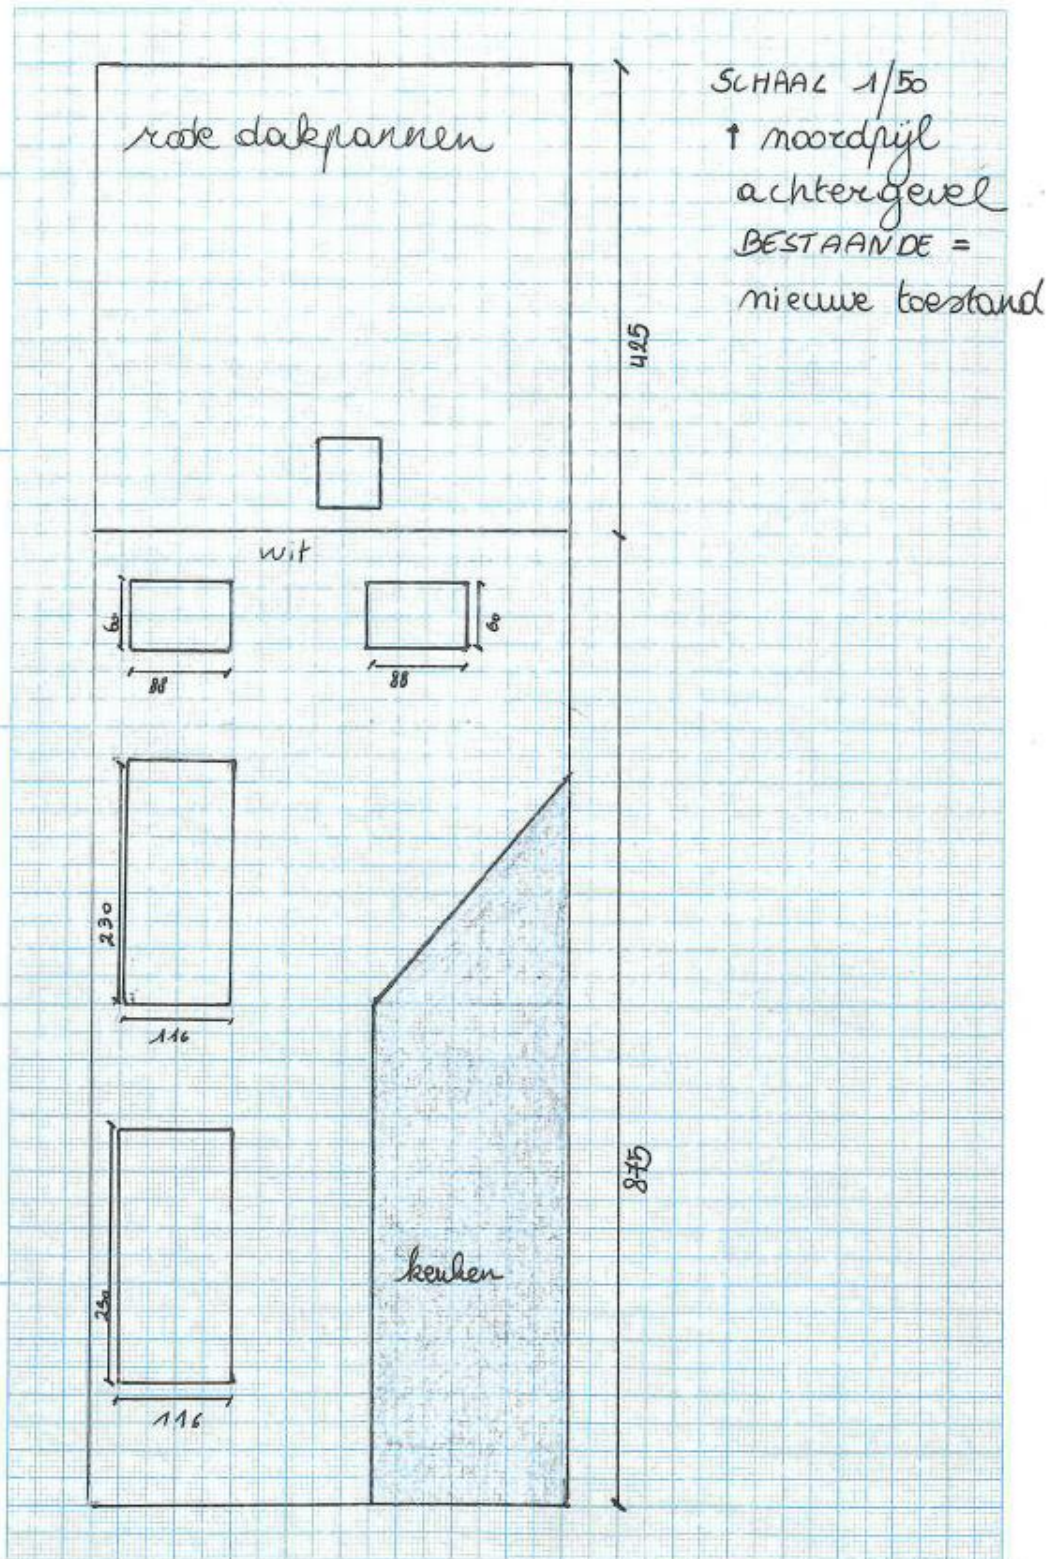 SCHAAL 1/50
↑ noordpijl
achtergevel
BESTAANDE =
nieuwe toestand
rode dakpannen
425
wit
60
88
60
88
230
116
875
keuken
230
116